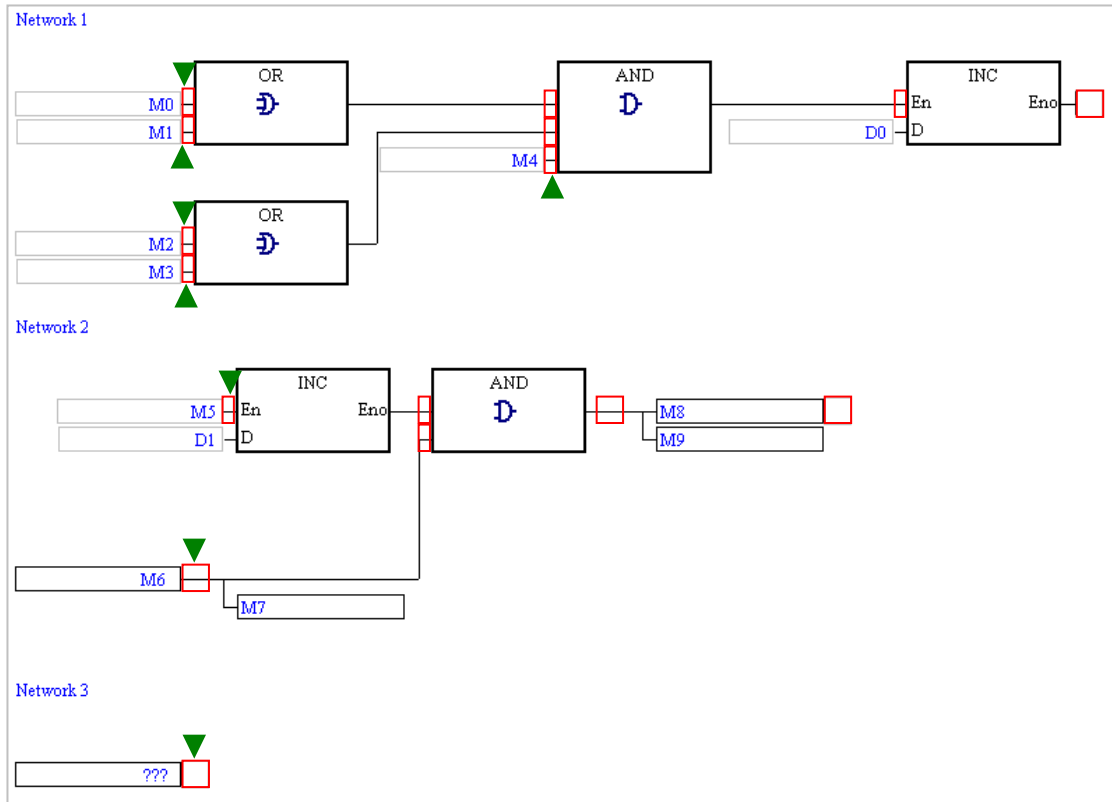 Network 1
OR AND INC
M0 En Eno
M1 D0 D
M4
OR
M2
M3
Network 2
INC AND
M5 En Eno M8
D1 D M9
M6
M7
Network 3
???